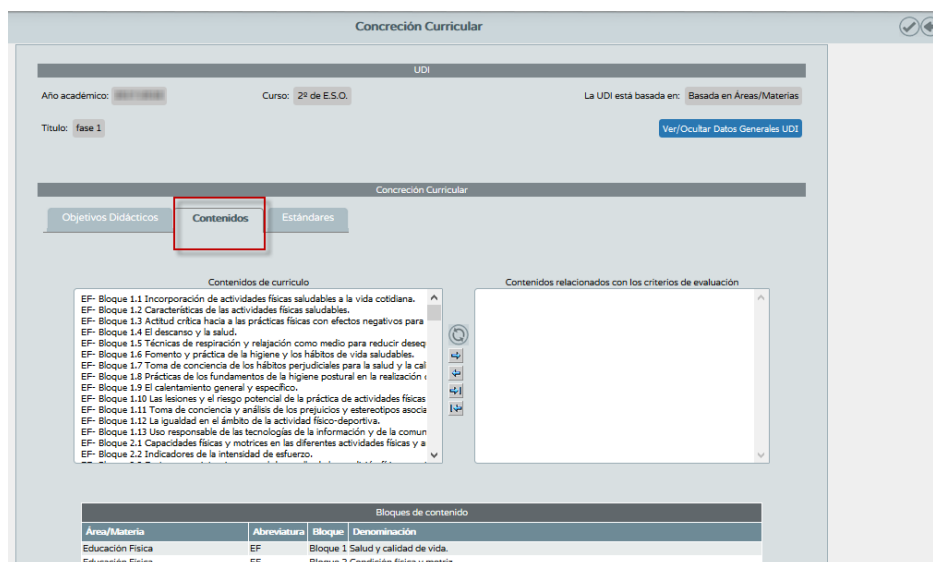 Concreción Curricular
UDI
Año académico:
Curso: 2º de E.S.O.
La UDI está basada en: Basada en Áreas/Materias
Título: fase 1
Ver/Ocultar Datos Generales UDI
Concreción Curricular
Objetivos Didácticos Contenidos Estándares
Contenidos de currículo
Contenidos relacionados con los criterios de evaluación
EF- Bloque 1.1 Incorporación de actividades físicas saludables a la vida cotidiana.
EF- Bloque 1.2 Características de las actividades físicas saludables.
EF- Bloque 1.3 Actitud crítica hacia a las prácticas físicas con efectos negativos para
EF- Bloque 1.4 El descanso y la salud.
EF- Bloque 1.5 Técnicas de respiración y relajación como medio para reducir deseq
EF- Bloque 1.6 Fomento y práctica de la higiene y los hábitos de vida saludables.
EF- Bloque 1.7 Toma de conciencia de los hábitos perjudiciales para la salud y la cal
EF- Bloque 1.8 Prácticas de los fundamentos de la higiene postural en la realización
EF- Bloque 1.9 El calentamiento general y específico.
EF- Bloque 1.10 Las lesiones y el riesgo potencial de la práctica de actividades físicas
EF- Bloque 1.11 Toma de conciencia y análisis de los prejuicios y estereotipos asocia
EF- Bloque 1.12 La igualdad en el ámbito de la actividad físico-deportiva.
EF- Bloque 1.13 Uso responsable de las tecnologías de la información y de la comun
EF- Bloque 2.1 Capacidades físicas y motrices en las diferentes actividades físicas y a
EF- Bloque 2.2 Indicadores de la intensidad de esfuerzo.
Bloques de contenido
Área/Materia Abreviatura Bloque Denominación
Educación Física EF Bloque 1 Salud y calidad de vida.
Educación Física EF Bloque 2 Condición física y motriz.